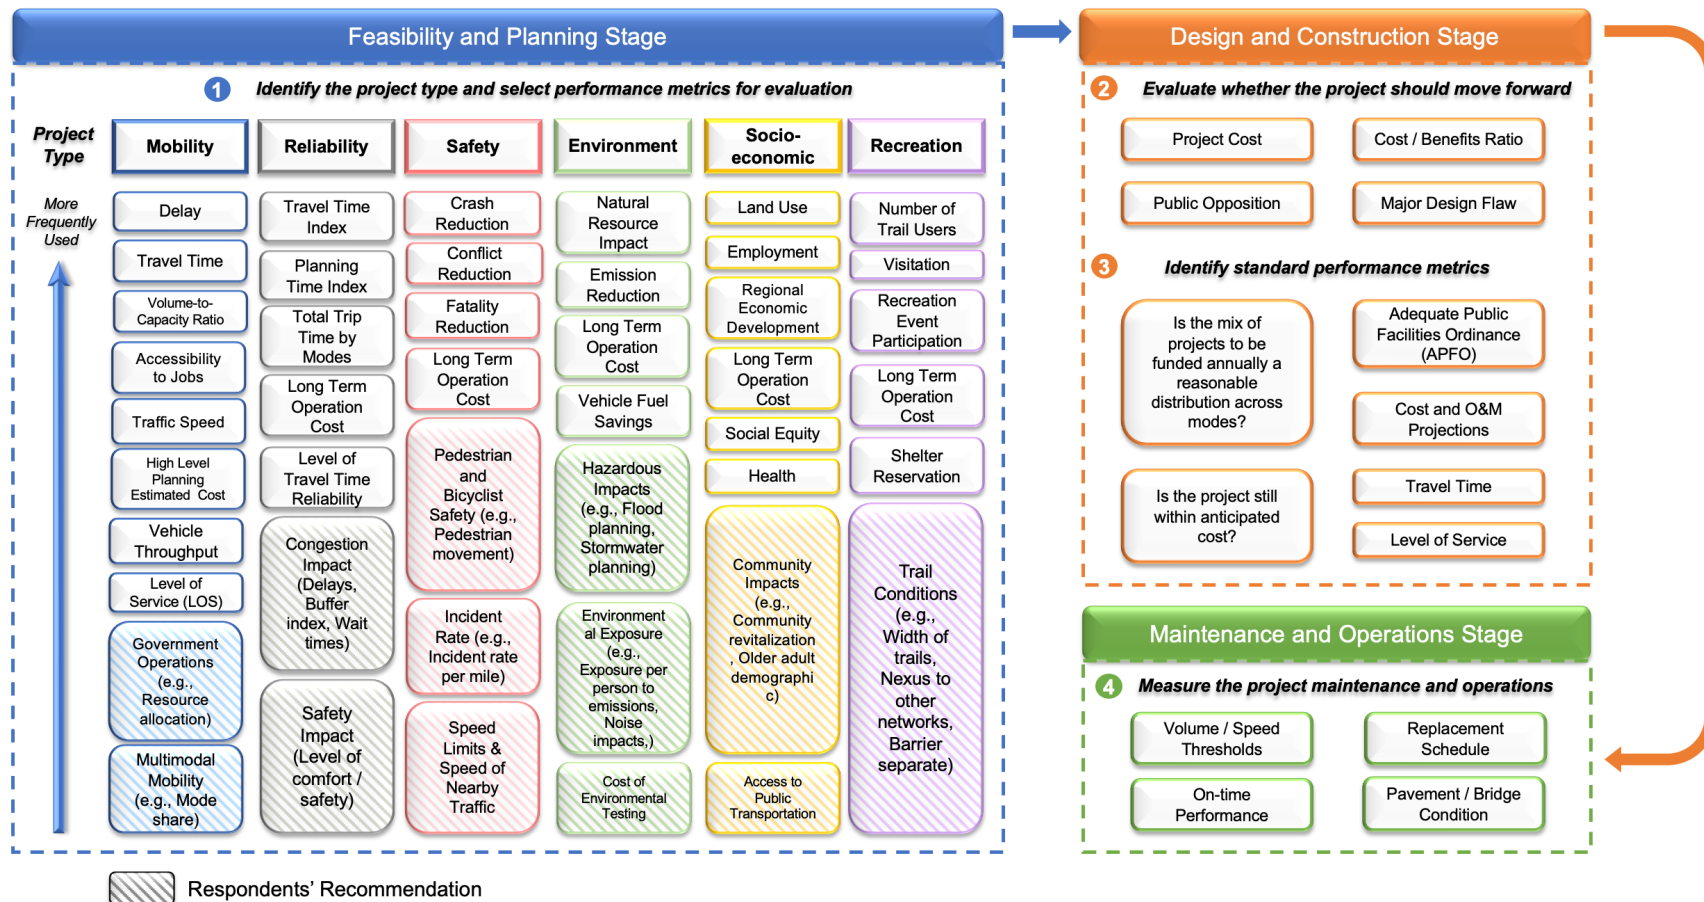 Feasibility and Planning Stage
1
Identify the project type and select performance metrics for evaluation
Project
Type
More
Frequently
Used
Mobility
Delay
Travel Time
Volume-to-
Capacity Ratio
Accessibility
to Jobs
Traffic Speed
High Level
Planning
Estimated Cost
Vehicle
Throughput
Level of
Service (LOS)
Government
Operations
(e.g.,
Resource
allocation)
Multimodal
Mobility
(e.g., Mode
share)
Reliability
Travel Time
Index
Planning
Time Index
Total Trip
Time by
Modes
Long Term
Operation
Cost
Level of
Travel Time
Reliability
Congestion
Impact
(Delays,
Buffer
index, Wait
times)
Safety
Impact
(Level of
comfort /
safety)
Safety
Crash
Reduction
Conflict
Reduction
Fatality
Reduction
Long Term
Operation
Cost
Pedestrian
and
Bicyclist
Safety (e.g.,
Pedestrian
movement)
Incident
Rate (e.g.,
Incident rate
per mile)
Speed
Limits &
Speed of
Nearby
Traffic
Environment
Natural
Resource
Impact
Emission
Reduction
Long Term
Operation
Cost
Vehicle Fuel
Savings
Hazardous
Impacts
(e.g., Flood
planning,
Stormwater
planning)
Environment
al Exposure
(e.g.,
Exposure per
person to
emissions,
Noise
impacts,)
Cost of
Environmental
Testing
Socio-
economic
Land Use
Employment
Regional
Economic
Development
Long Term
Operation
Cost
Social Equity
Health
Community
Impacts
(e.g.,
Community
revitalization
, Older adult
demographi
c)
Access to
Public
Transportation
Recreation
Number of
Trail Users
Visitation
Recreation
Event
Participation
Long Term
Operation
Cost
Shelter
Reservation
Trail
Conditions
(e.g.,
Width of
trails,
Nexus to
other
networks,
Barrier
separate)
Respondents' Recommendation
Design and Construction Stage
2
Evaluate whether the project should move forward
Project Cost
Cost / Benefits Ratio
Public Opposition
Major Design Flaw
3
Identify standard performance metrics
Is the mix of
projects to be
funded annually a
reasonable
distribution across
modes?
Is the project still
within anticipated
cost?
Adequate Public
Facilities Ordinance
(APFO)
Cost and O&M
Projections
Travel Time
Level of Service
Maintenance and Operations Stage
4
Measure the project maintenance and operations
Volume / Speed
Thresholds
Replacement
Schedule
On-time
Performance
Pavement / Bridge
Condition